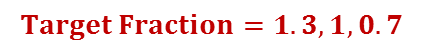 Target Fraction = 1.3, 1, 0.7